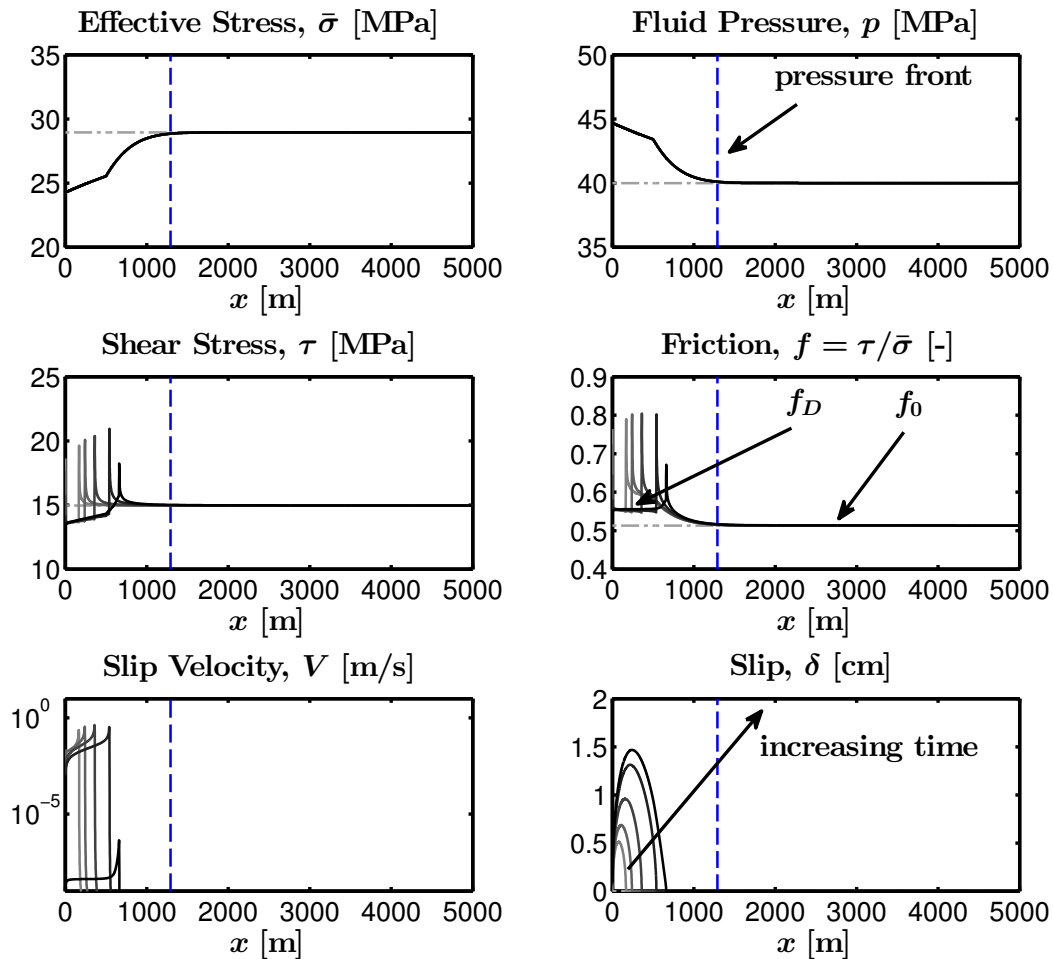 Effective Stress, σ̄ [MPa]
35
30
25
20
0 1000 2000 3000 4000 5000
x [m]
Fluid Pressure, p [MPa]
pressure front
50
45
40
35
0 1000 2000 3000 4000 5000
x [m]
Shear Stress, τ [MPa]
25
20
15
10
0 1000 2000 3000 4000 5000
x [m]
Friction, f = τ/σ̄ [-]
f_D f_0
0.9
0.8
0.7
0.6
0.5
0.4
0 1000 2000 3000 4000 5000
x [m]
Slip Velocity, V [m/s]
10⁰
10⁻⁵
0 1000 2000 3000 4000 5000
x [m]
Slip, δ [cm]
increasing time
2
1.5
1
0.5
0
0 1000 2000 3000 4000 5000
x [m]